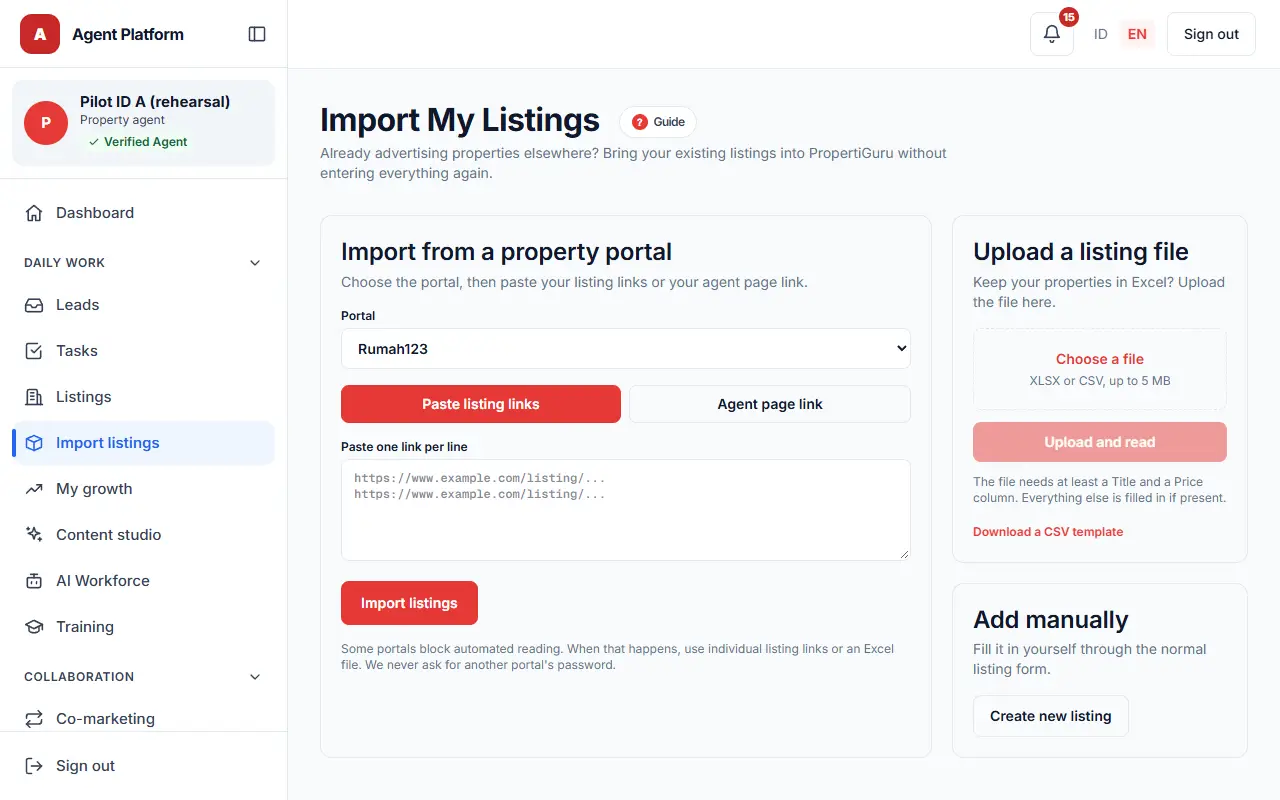 A
Agent Platform
15
ID
EN
Sign out
P
Pilot ID A (rehearsal)
Property agent
Verified Agent
Dashboard
DAILY WORK
Leads
Tasks
Listings
Import listings
My growth
Content studio
AI Workforce
Training
COLLABORATION
Co-marketing
Sign out
Import My Listings
? Guide
Already advertising properties elsewhere? Bring your existing listings into PropertiGuru without
entering everything again.
Import from a property portal
Choose the portal, then paste your listing links or your agent page link.
Portal
Rumah123
Paste listing links
Agent page link
Paste one link per line
https://www.example.com/listing/...
https://www.example.com/listing/...
Import listings
Some portals block automated reading. When that happens, use individual listing links or an Excel
file. We never ask for another portal's password.
Upload a listing file
Keep your properties in Excel? Upload
the file here.
Choose a file
XLSX or CSV, up to 5 MB
Upload and read
The file needs at least a Title and a Price
column. Everything else is filled in if present.
Download a CSV template
Add manually
Fill it in yourself through the normal
listing form.
Create new listing